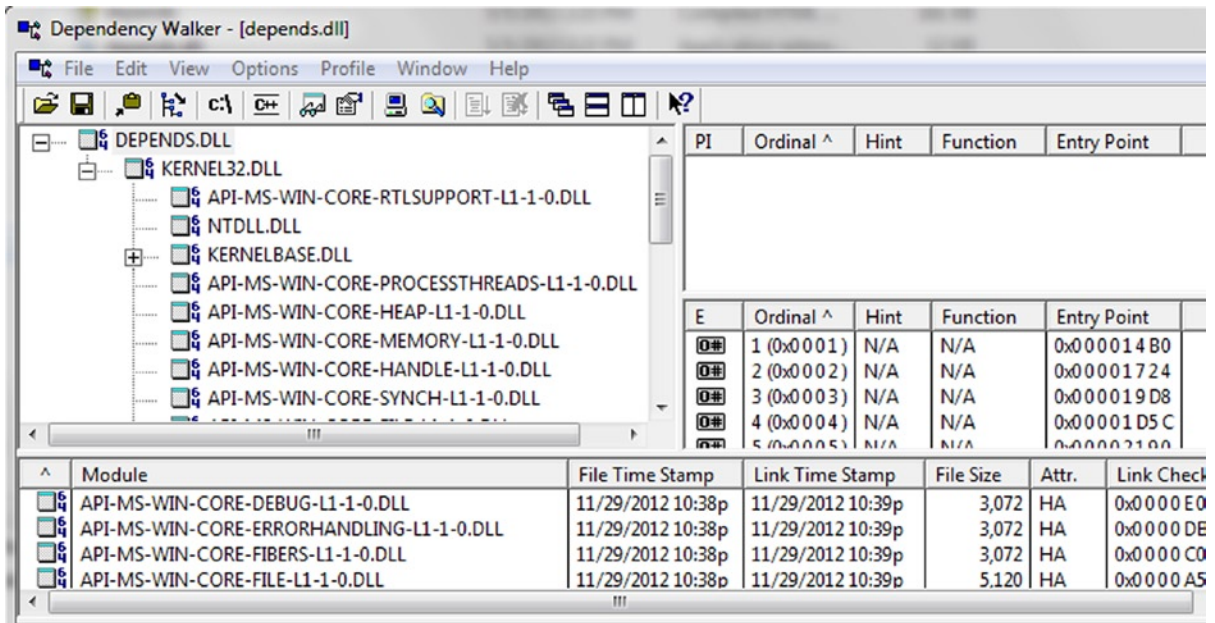 Dependency Walker - [depends.dll]
File Edit View Options Profile Window Help
C:\ C++
DEPENDS.DLL
KERNEL32.DLL
API-MS-WIN-CORE-RTLSUPPORT-L1-1-0.DLL
NTDLL.DLL
KERNELBASE.DLL
API-MS-WIN-CORE-PROCESSTHREADS-L1-1-0.DLL
API-MS-WIN-CORE-HEAP-L1-1-0.DLL
API-MS-WIN-CORE-MEMORY-L1-1-0.DLL
API-MS-WIN-CORE-HANDLE-L1-1-0.DLL
API-MS-WIN-CORE-SYNCH-L1-1-0.DLL
PI Ordinal ^ Hint Function Entry Point
E Ordinal ^ Hint Function Entry Point
O# 1 (0x0001) N/A N/A 0x000014B0
O# 2 (0x0002) N/A N/A 0x00001724
O# 3 (0x0003) N/A N/A 0x000019D8
O# 4 (0x0004) N/A N/A 0x00001D5C
O# 5 (0x0005) N/A N/A 0x00002190
^ Module File Time Stamp Link Time Stamp File Size Attr. Link Check
API-MS-WIN-CORE-DEBUG-L1-1-0.DLL 11/29/2012 10:38p 11/29/2012 10:39p 3,072 HA 0x0000E0
API-MS-WIN-CORE-ERRORHANDLING-L1-1-0.DLL 11/29/2012 10:38p 11/29/2012 10:39p 3,072 HA 0x0000DE
API-MS-WIN-CORE-FIBERS-L1-1-0.DLL 11/29/2012 10:38p 11/29/2012 10:39p 3,072 HA 0x0000C0
API-MS-WIN-CORE-FILE-L1-1-0.DLL 11/29/2012 10:38p 11/29/2012 10:39p 5,120 HA 0x0000A5